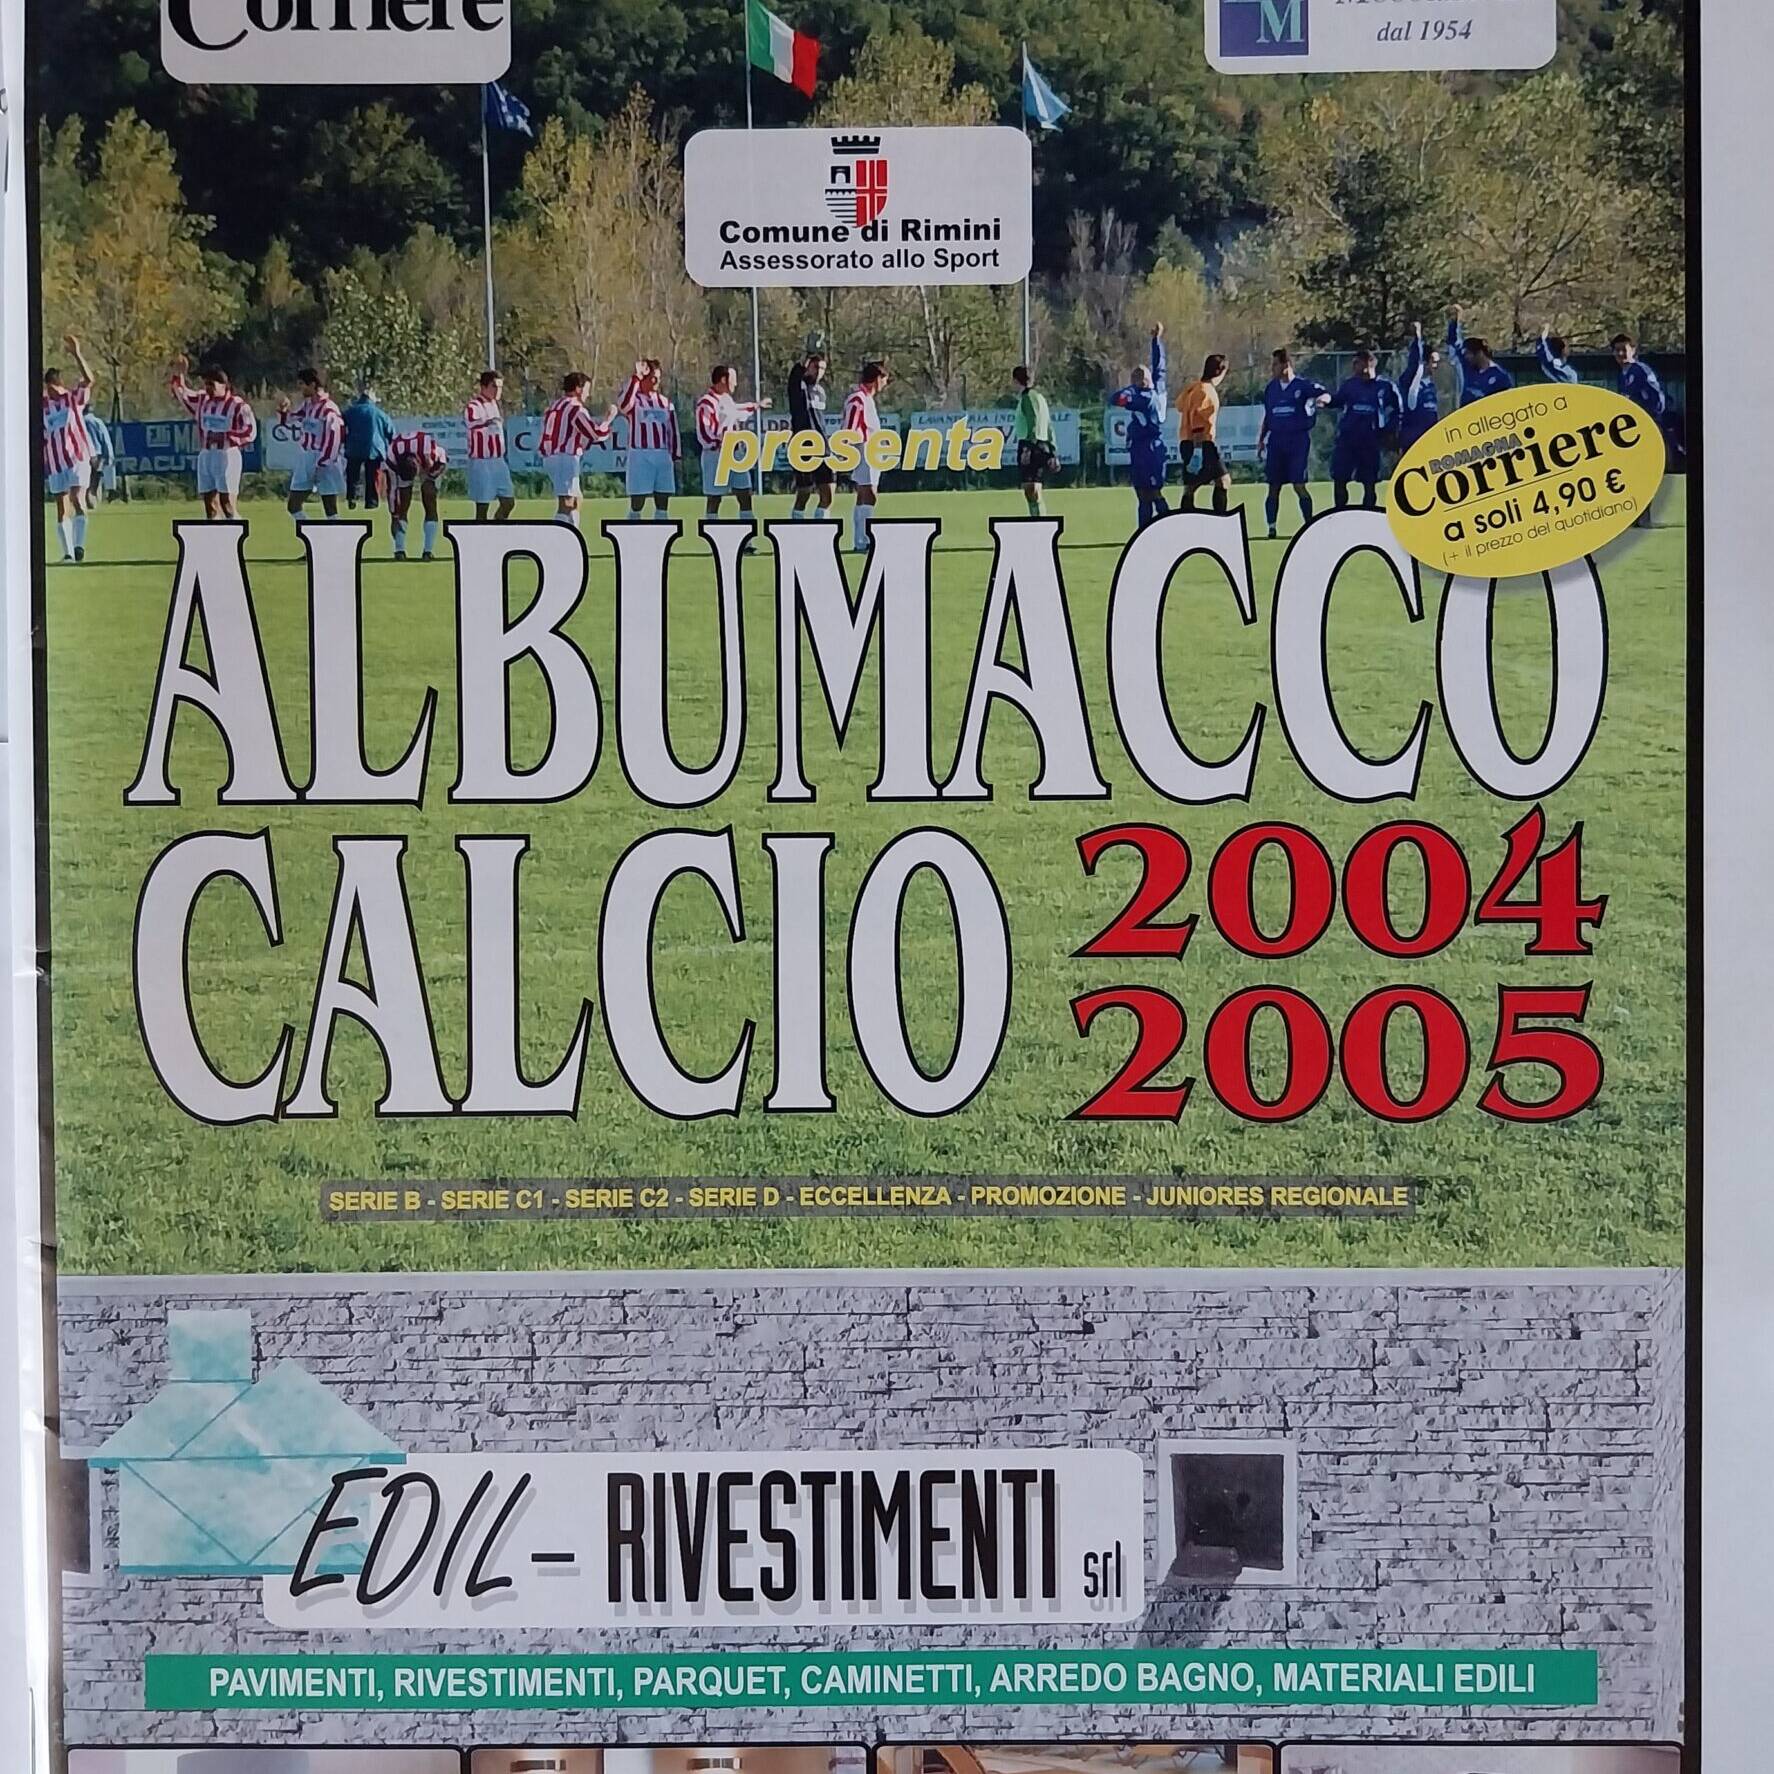 Corriere
M
dal 1954
Comune di Rimini
Assessorato allo Sport
presenta
in allegato a
ROMAGNA
Corriere
a soli 4,90 €
(+ il prezzo del quotidiano)
ALBUMACCO
CALCIO 2004
2005
SERIE B - SERIE C1 - SERIE C2 - SERIE D - ECCELLENZA - PROMOZIONE - JUNIORES REGIONALE
EDIL - RIVESTIMENTI srl
PAVIMENTI, RIVESTIMENTI, PARQUET, CAMINETTI, ARREDO BAGNO, MATERIALI EDILI